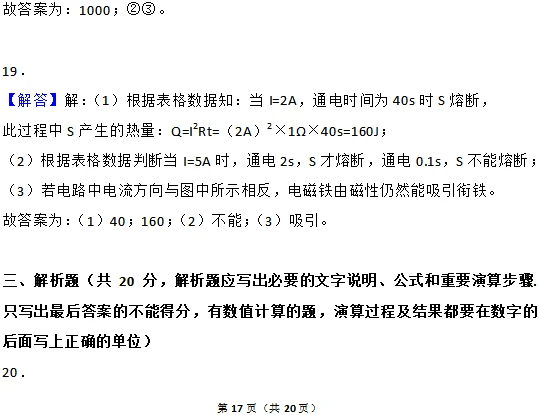 故答案为：1000；②③。
19．
【解答】解：（1）根据表格数据知：当 I=2A，通电时间为 40s 时 S 熔断，
此过程中 S 产生的热量：Q=I²Rt=（2A）²×1Ω×40s=160J；
（2）根据表格数据判断当 I=5A 时，通电 2s，S 才熔断，通电 0.1s，S 不能熔断；
（3）若电路中电流方向与图中所示相反，电磁铁由磁性仍然能吸引衔铁。
故答案为：（1）40；160；（2）不能；（3）吸引。
三、解析题（共 20 分，解析题应写出必要的文字说明、公式和重要演算步骤.
只写出最后答案的不能得分，有数值计算的题，演算过程及结果都要在数字的
后面写上正确的单位）
20．
第 17 页（共 20 页）